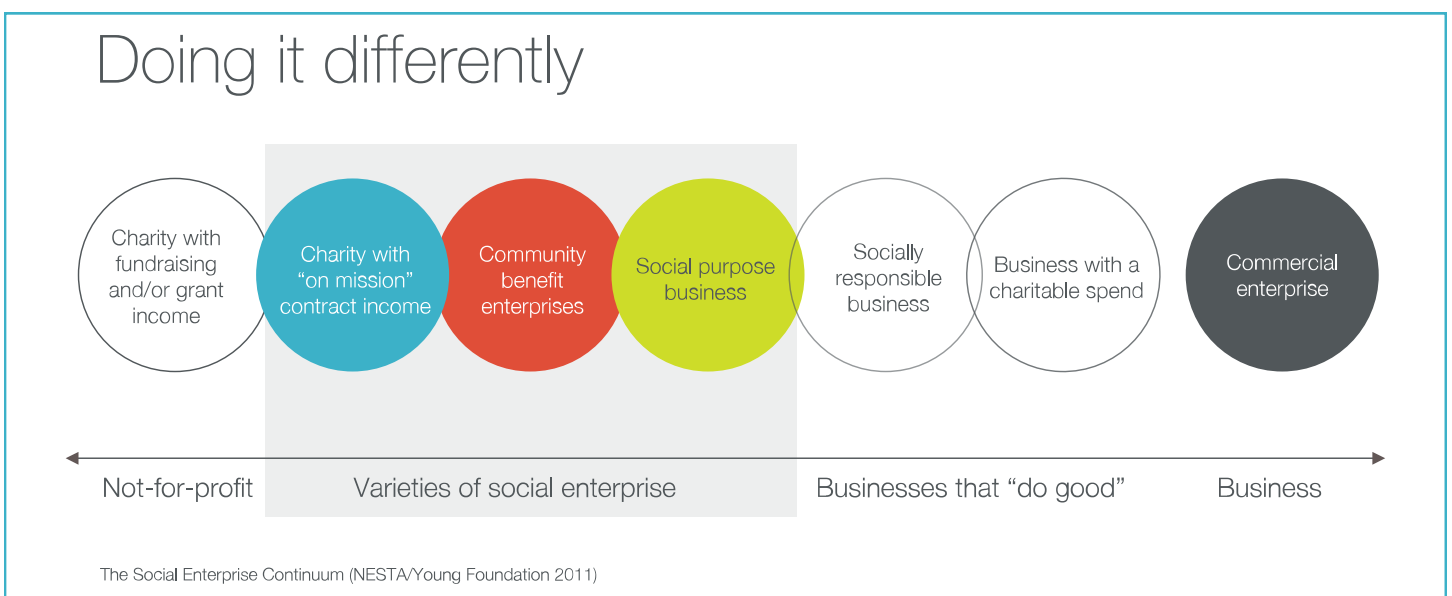 Doing it differently
Charity with
fundraising
and/or grant
income
Charity with
“on mission”
contract income
Community
benefit
enterprises
Social purpose
business
Socially
responsible
business
Business with a
charitable spend
Commercial
enterprise
Not-for-profit
Varieties of social enterprise
Businesses that “do good”
Business
The Social Enterprise Continuum (NESTA/Young Foundation 2011)